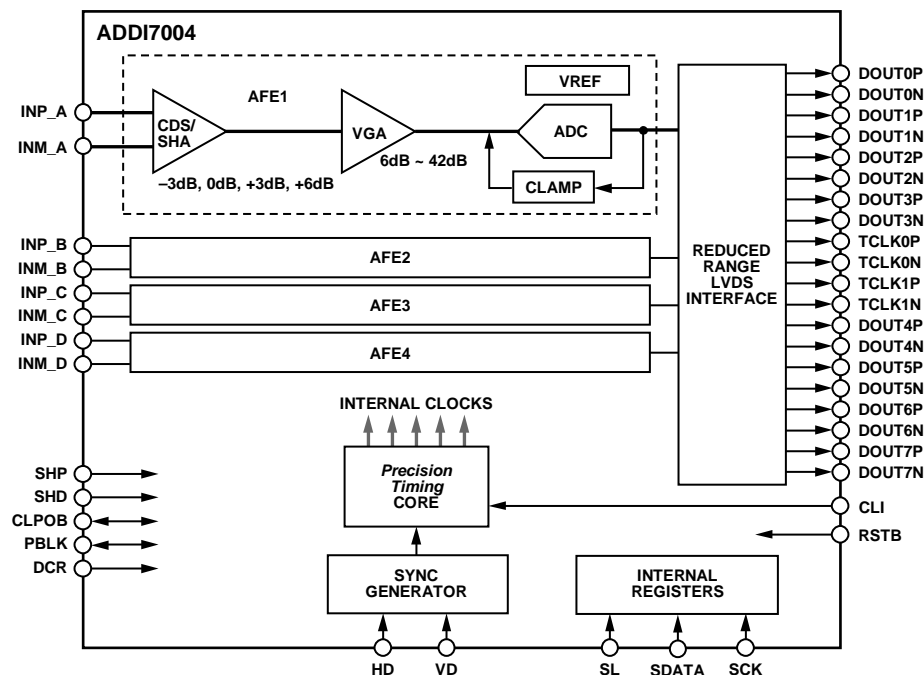 ADDI7004
AFE1
VREF
INP_A
INM_A
CDS/
SHA
VGA
ADC
–3dB, 0dB, +3dB, +6dB
6dB ~ 42dB
CLAMP
INP_B
INM_B
AFE2
INP_C
INM_C
AFE3
INP_D
INM_D
AFE4
REDUCED
RANGE
LVDS
INTERFACE
DOUT0P
DOUT0N
DOUT1P
DOUT1N
DOUT2P
DOUT2N
DOUT3P
DOUT3N
TCLK0P
TCLK0N
TCLK1P
TCLK1N
DOUT4P
DOUT4N
DOUT5P
DOUT5N
DOUT6P
DOUT6N
DOUT7P
DOUT7N
INTERNAL CLOCKS
Precision
Timing
CORE
SHP
SHD
CLPOB
PBLK
DCR
CLI
RSTB
SYNC
GENERATOR
INTERNAL
REGISTERS
HD
VD
SL
SDATA
SCK